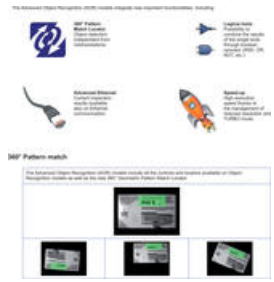 The Advanced Object Recognition (AOR) models integrate new important functionalities, including:
360° Pattern
Match Locator
Object detection
independent from
Logical tools
Possibility to
combine the results
of the single tools
through boolean
operators (AND, OR,
NOT, etc.)
Advanced Ethernet
Current inspection
results available
also on Ethernet
communication
Speed-up
High execution
speed thanks to
the management of
reduced resolution and
TURBO mode
360° Pattern match
The Advanced Object Recognition (AOR) models include all the controls and locators available on Object
Recognition models as well as the new 360° Geometric Pattern Match Locator